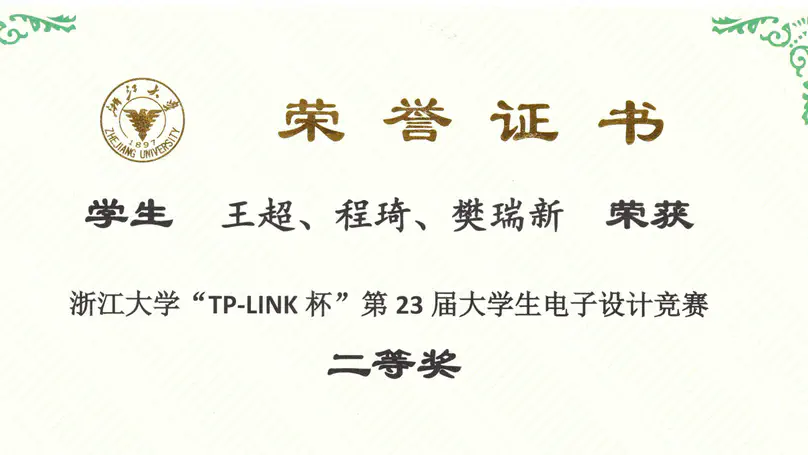 浙江大学
ZHEJIANG UNIVERSITY
1897
荣誉证书
学生 王超、程琦、樊瑞新 荣获
浙江大学“TP-LINK 杯”第 23 届大学生电子设计竞赛
二等奖